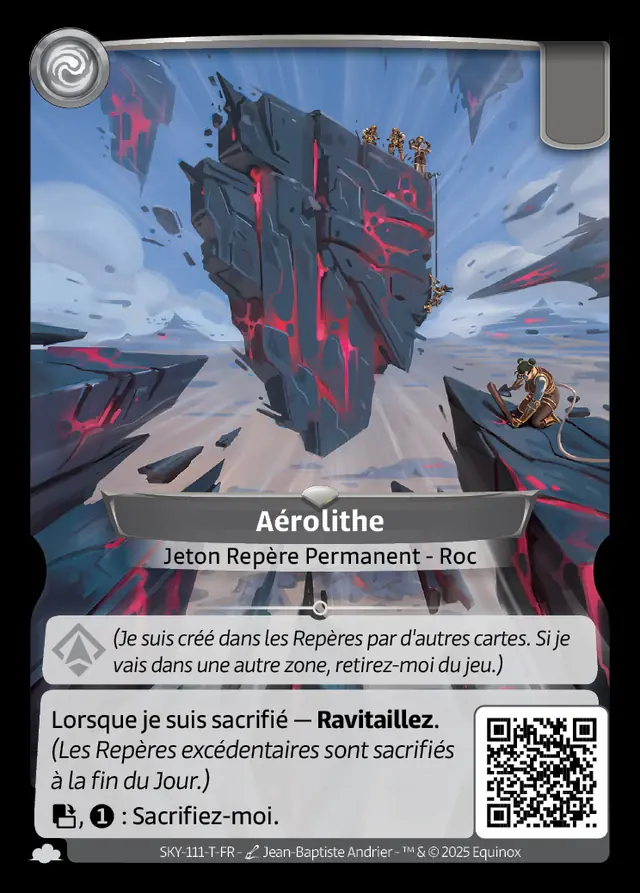 Aérolithe
Jeton Repère Permanent - Roc
(Je suis créé dans les Repères par d'autres cartes. Si je
vais dans une autre zone, retirez-moi du jeu.)
Lorsque je suis sacrifié — Ravitaillez.
(Les Repères excédentaires sont sacrifiés
à la fin du Jour.)
, 1 : Sacrifiez-moi.
SKY-111-T-FR - Jean-Baptiste Andrier - ™ & © 2025 Equinox